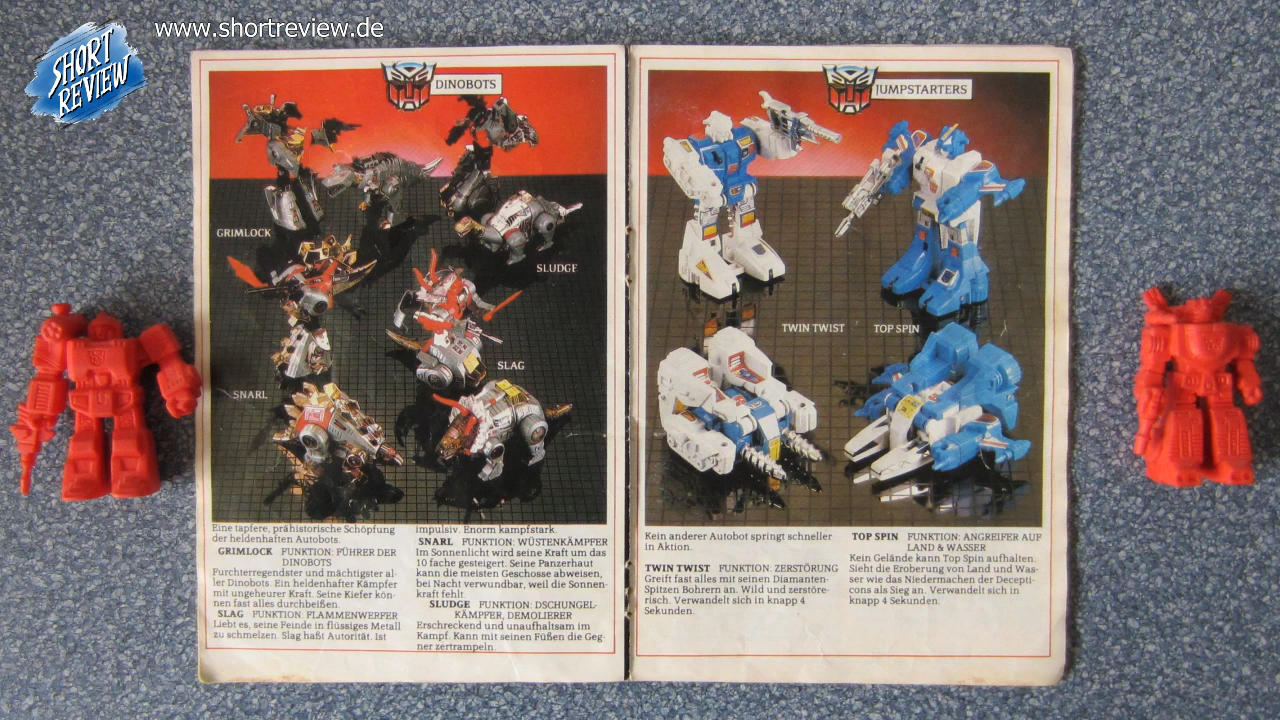 www.shortreview.de
SHORT
REVIEW
DINOBOTS
GRIMLOCK
SLUDGE
SLAG
SNARL
Eine tapfere, prähistorische Schöpfung
der heldenhaften Autobots.
GRIMLOCK FUNKTION: FÜHRER DER
DINOBOTS
Furchterregendster und mächtigster al-
ler Dinobots. Ein heldenhafter Kämpfer
mit ungeheurer Kraft. Seine Kiefer kön-
nen fast alles durchbeißen.
SLAG FUNKTION: FLAMMENWERFER
Liebt es, seine Feinde in flüssiges Metall
zu schmelzen. Slag haßt Autorität. Ist
impulsiv. Enorm kampfstark.
SNARL FUNKTION: WÜSTENKÄMPFER
Im Sonnenlicht wird seine Kraft um das
10 fache gesteigert. Seine Panzerhaut
kann die meisten Geschosse abweisen,
bei Nacht verwundbar, weil die Sonnen-
kraft fehlt.
SLUDGE FUNKTION: DSCHUNGEL-
KÄMPFER, DEMOLIERER
Erschreckend und unaufhaltsam im
Kampf. Kann mit seinen Füßen die Geg-
ner zertrampeln.
JUMPSTARTERS
TWIN TWIST
TOP SPIN
Kein anderer Autobot springt schneller
in Aktion.
TWIN TWIST FUNKTION: ZERSTÖRUNG
Greift fast alles mit seinen Diamanten-
Spitzen Bohrern an. Wild und zerstöre-
risch. Verwandelt sich in knapp 4
Sekunden.
TOP SPIN FUNKTION: ANGREIFER AUF
LAND & WASSER
Kein Gelände kann Top Spin aufhalten.
Sieht die Eroberung von Land und Was-
ser wie das Niedermachen der Decepti-
cons als Sieg an. Verwandelt sich in
knapp 4 Sekunden.